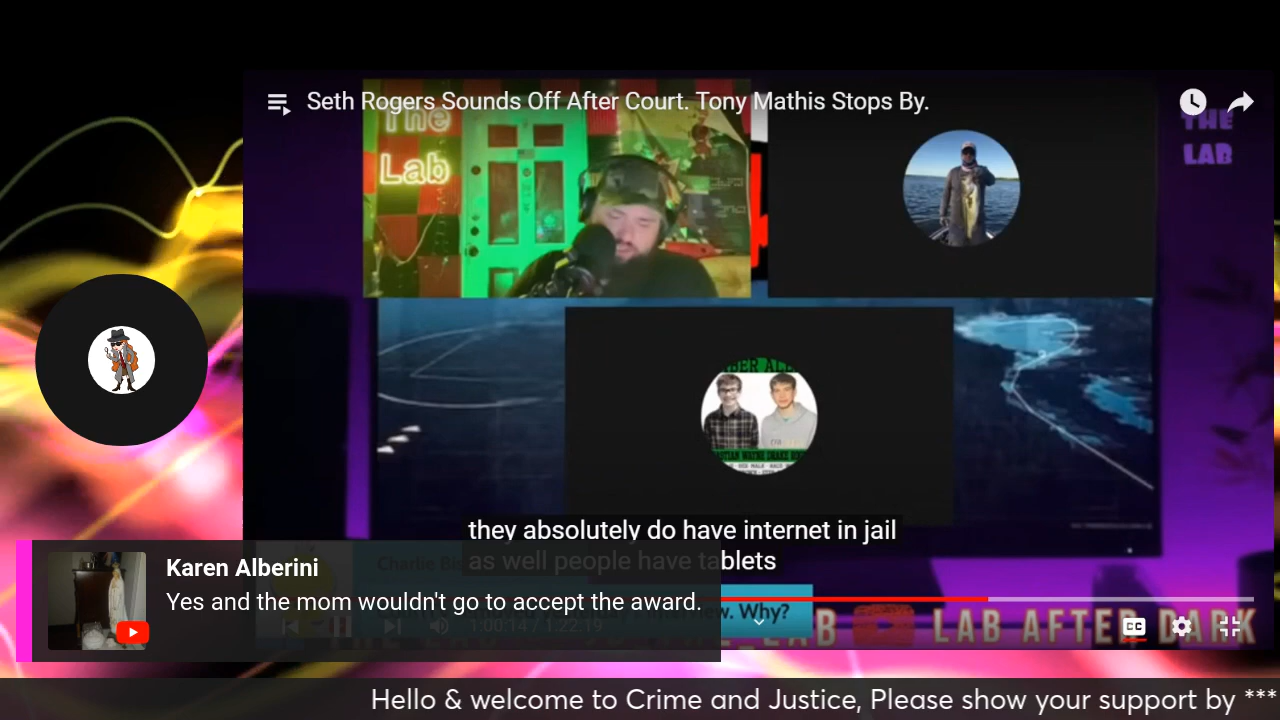 Seth Rogers Sounds Off After Court. Tony Mathis Stops By.
The
Lab
THE
LAB
they absolutely do have internet in jail
as well people have tablets
Charlie
Karen Alberini
Yes and the mom wouldn't go to accept the award.
Why?
1:00:14 / 1:22:19
CC
LAB AFTER DARK
Hello & welcome to Crime and Justice, Please show your support by ***